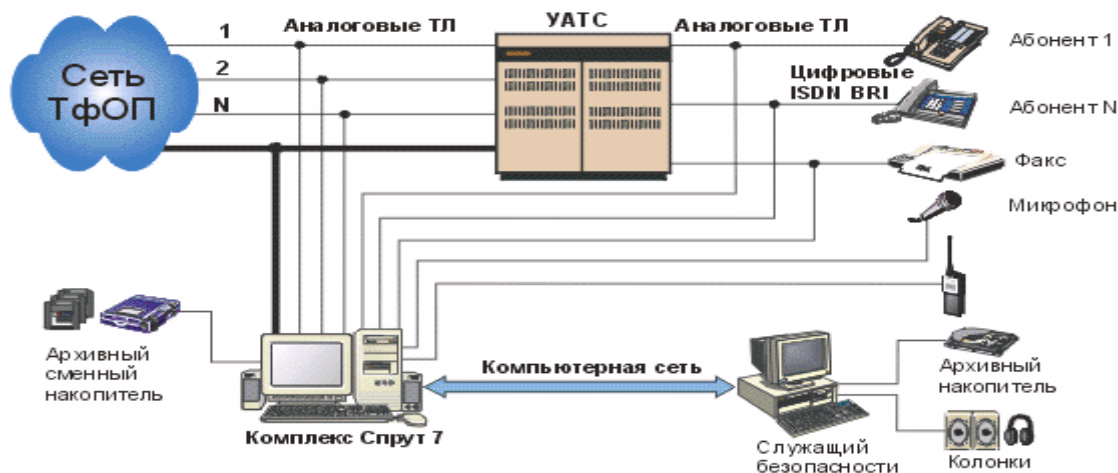 1
Аналоговые ТЛ
УАТС
Аналоговые ТЛ
Абонент 1
2
Сеть
ТфОП
Цифровые
ISDN BRI
N
Абонент N
Факс
Микрофон
Архивный
сменный
накопитель
Компьютерная сеть
Архивный
накопитель
Комплекс Спрут 7
Служащий
безопасности
Колонки